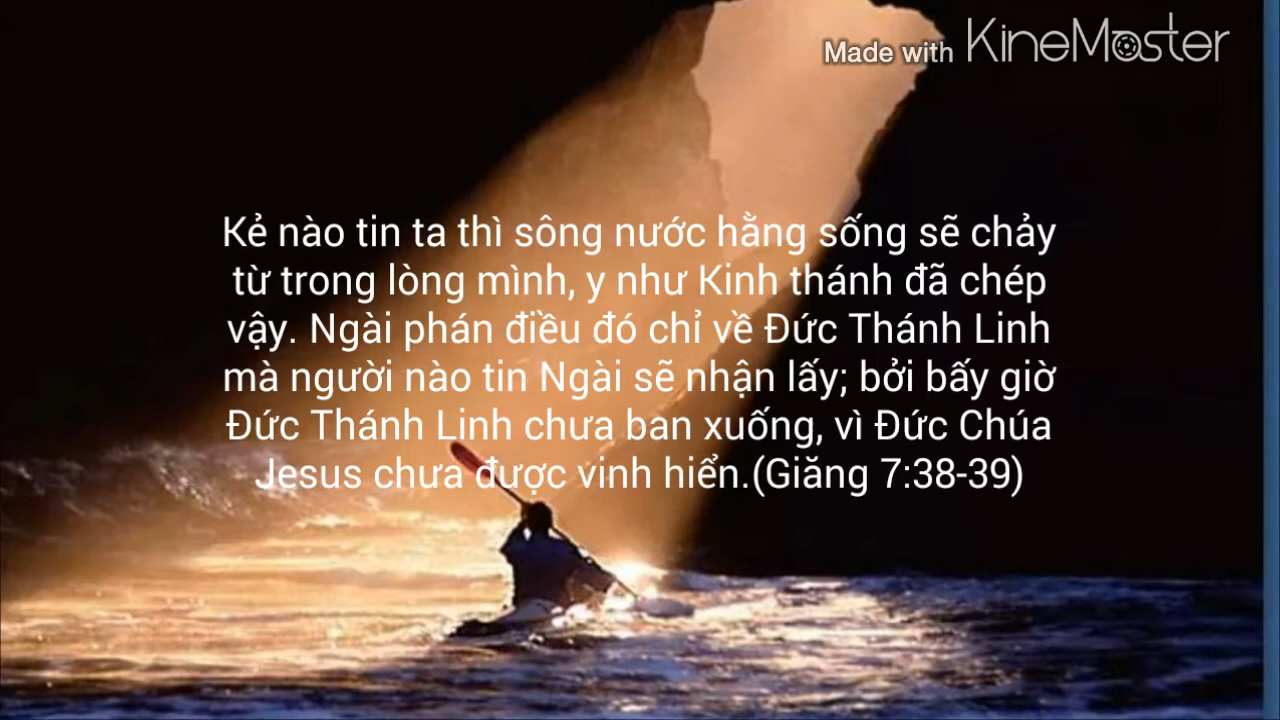 Made with KineMaster
Kẻ nào tin ta thì sông nước hằng sống sẽ chảy
từ trong lòng mình, y như Kinh thánh đã chép
vậy. Ngài phán điều đó chỉ về Đức Thánh Linh
mà người nào tin Ngài sẽ nhận lấy; bởi bấy giờ
Đức Thánh Linh chưa ban xuống, vì Đức Chúa
Jesus chưa được vinh hiển.(Giăng 7:38-39)